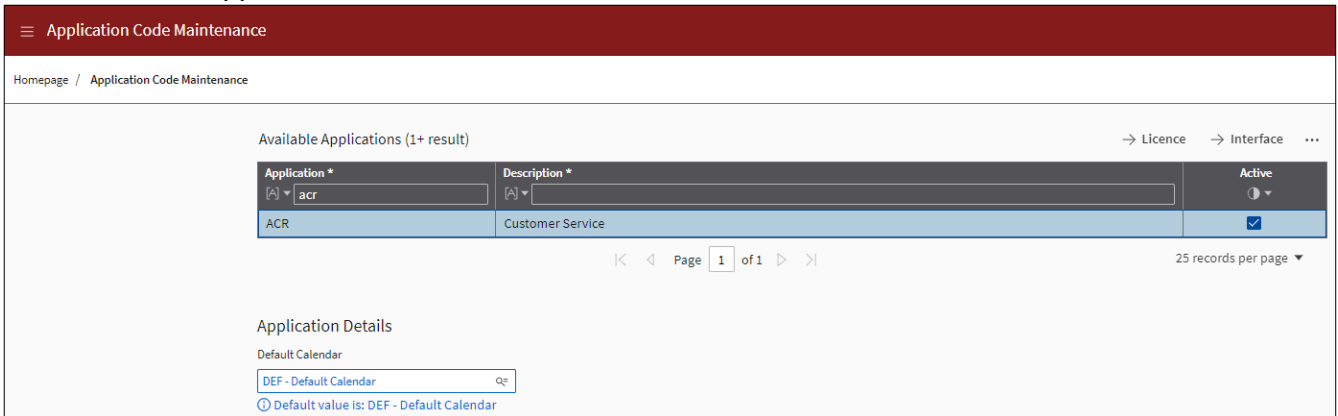 Application Code Maintenance
Homepage / Application Code Maintenance
Available Applications (1+ result)
→ Licence → Interface ...
Application * Description * Active
[A] acr [A]
ACR Customer Service
Page 1 of 1
25 records per page
Application Details
Default Calendar
DEF - Default Calendar
Default value is: DEF - Default Calendar